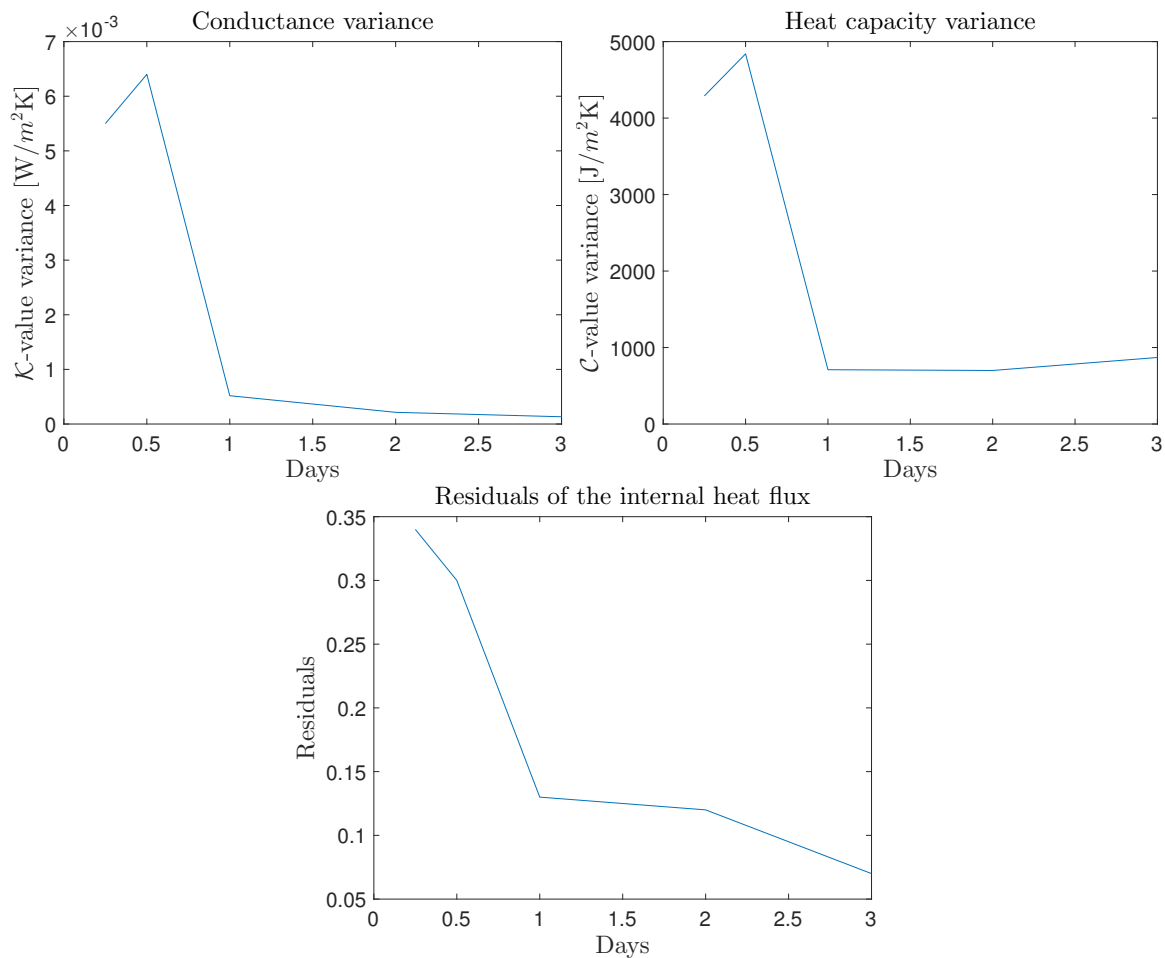 Conductance variance
×10⁻³
7
6
5
4
3
2
1
0
0 0.5 1 1.5 2 2.5 3
Days
𝒦-value variance [W/m²K]
Heat capacity variance
5000
4000
3000
2000
1000
0
0 0.5 1 1.5 2 2.5 3
Days
𝒞-value variance [J/m²K]
Residuals of the internal heat flux
0.35
0.3
0.25
0.2
0.15
0.1
0.05
0 0.5 1 1.5 2 2.5 3
Days
Residuals